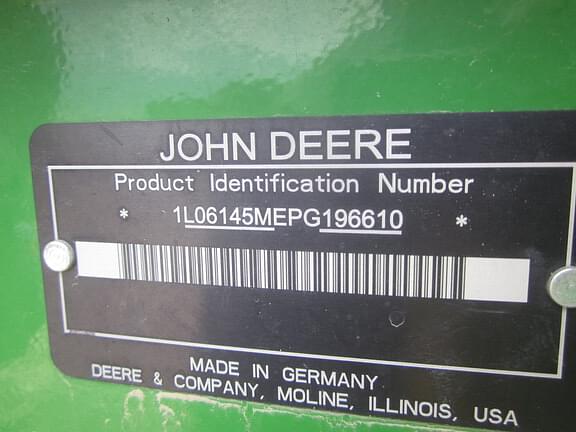 JOHN DEERE
Product Identification Number
* 1L06145MEPG196610 *
MADE IN GERMANY
DEERE & COMPANY, MOLINE, ILLINOIS, USA